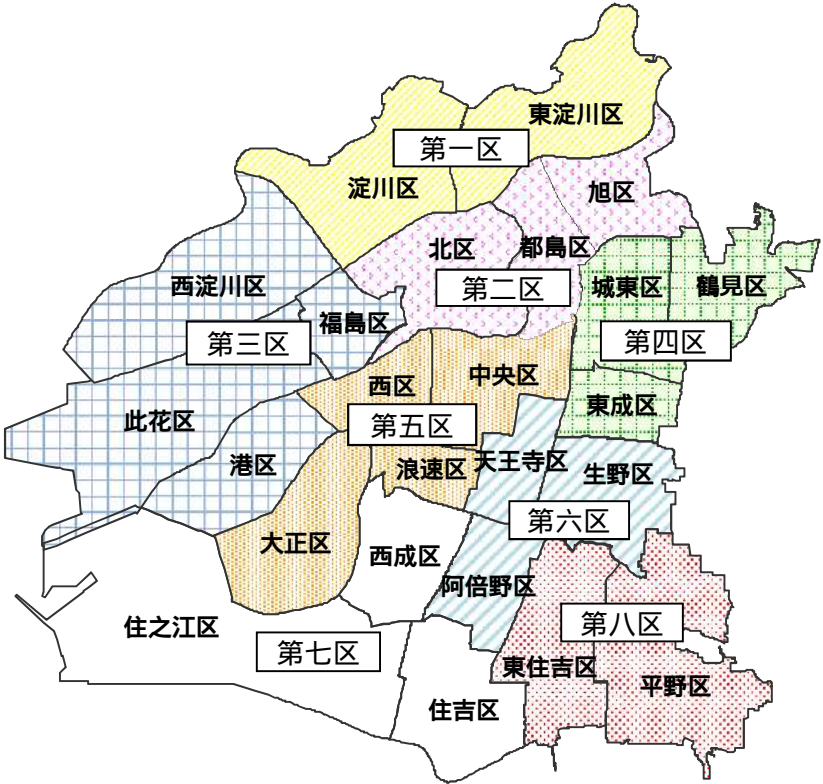 東淀川区
第一区
淀川区
旭区
北区
都島区
西淀川区
第二区
城東区
鶴見区
福島区
第三区
第四区
西区
中央区
東成区
此花区
第五区
港区
浪速区
天王寺区
生野区
第六区
大正区
西成区
阿倍野区
住之江区
第八区
第七区
東住吉区
平野区
住吉区